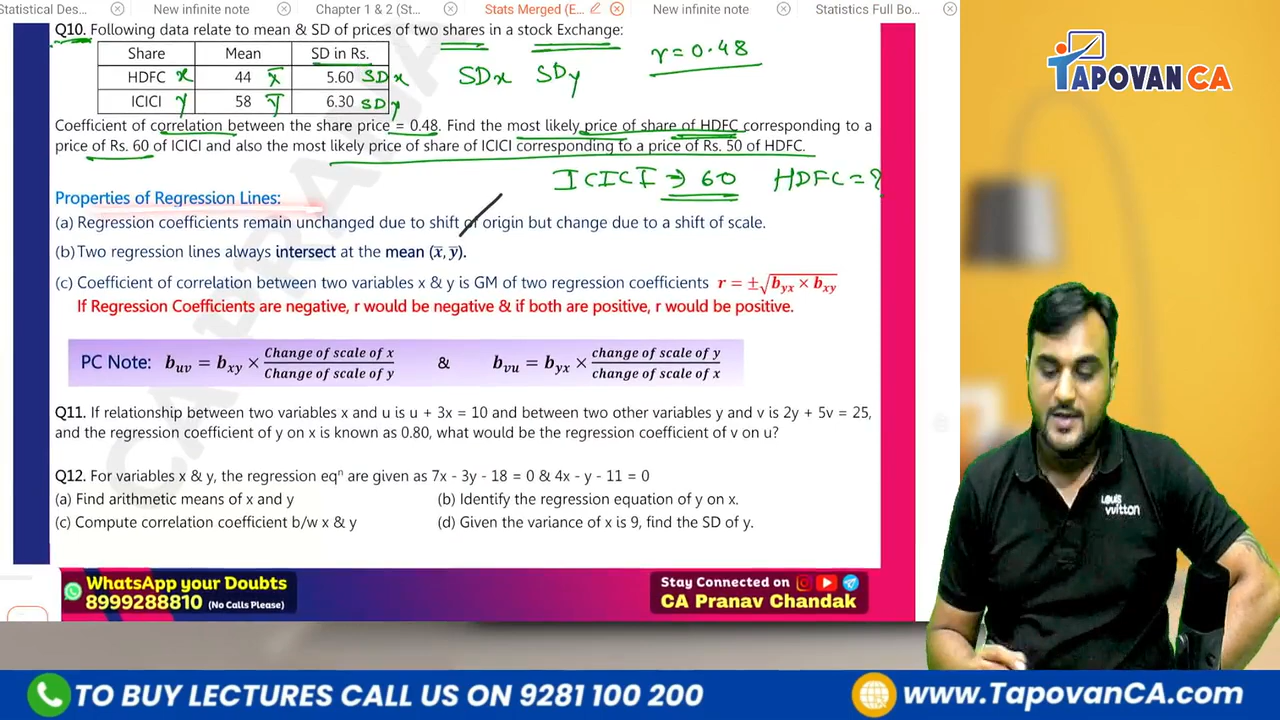 Statistical Des...
New infinite note
Chapter 1 & 2 (St...
Stats Merged (E...
New infinite note
Statistics Full Bo...
Q10. Following data relate to mean & SD of prices of two shares in a stock Exchange:
r = 0.48
Share Mean SD in Rs.
HDFC x 44 x̅ 5.60 SDx
SDx SDy
ICICI y 58 y̅ 6.30 SDy
TAPOVANCA
Coefficient of correlation between the share price = 0.48. Find the most likely price of share of HDFC corresponding to a
price of Rs. 60 of ICICI and also the most likely price of share of ICICI corresponding to a price of Rs. 50 of HDFC.
ICICI → 60 HDFC = ?
Properties of Regression Lines:
(a) Regression coefficients remain unchanged due to shift of origin but change due to a shift of scale.
(b) Two regression lines always intersect at the mean (x̅, y̅).
(c) Coefficient of correlation between two variables x & y is GM of two regression coefficients r = ±√byx × bxy
If Regression Coefficients are negative, r would be negative & if both are positive, r would be positive.
PC Note: buv = bxy × Change of scale of x / Change of scale of y & bvu = byx × change of scale of y / change of scale of x
Q11. If relationship between two variables x and u is u + 3x = 10 and between two other variables y and v is 2y + 5v = 25,
and the regression coefficient of y on x is known as 0.80, what would be the regression coefficient of v on u?
Q12. For variables x & y, the regression eqⁿ are given as 7x - 3y - 18 = 0 & 4x - y - 11 = 0
(a) Find arithmetic means of x and y
(b) Identify the regression equation of y on x.
(c) Compute correlation coefficient b/w x & y
(d) Given the variance of x is 9, find the SD of y.
Louis
Vuitton
WhatsApp your Doubts
8999288810 (No Calls Please)
Stay Connected on
CA Pranav Chandak
TO BUY LECTURES CALL US ON 9281 100 200
www.TapovanCA.com